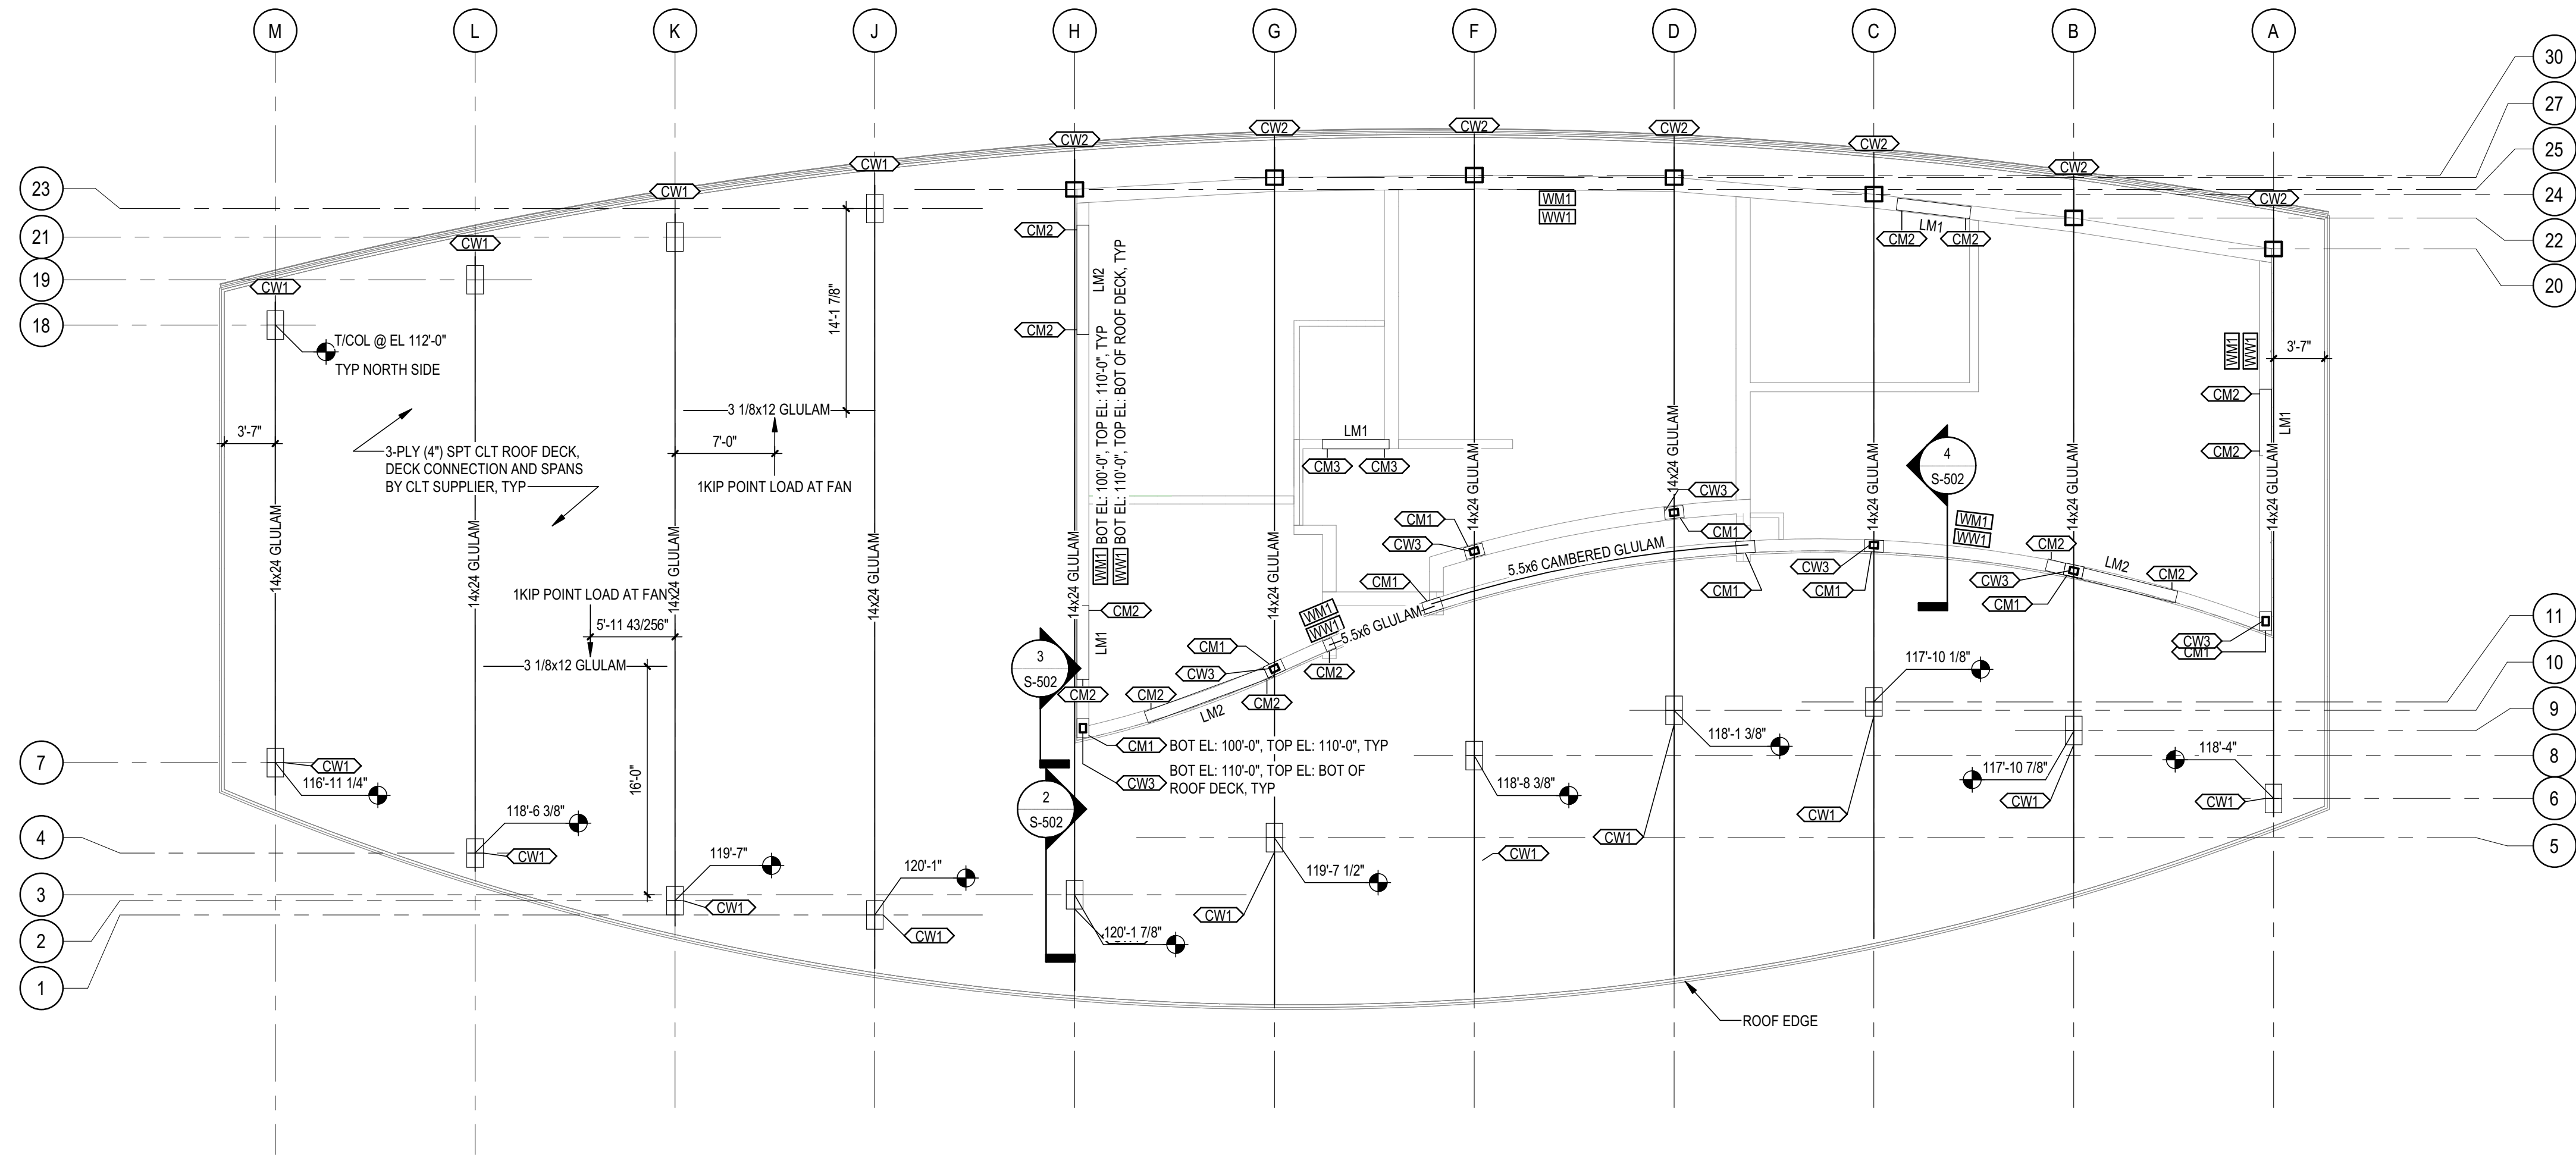 M
L
K
J
H
G
F
D
C
B
A
30
27
25
24
22
20
23
21
19
18
CW1
CW1
CW1
CW1
CW2
CW2
CW2
CW2
CW2
CW2
CW2
T/COL @ EL 112'-0"
TYP NORTH SIDE
14'-1 7/8"
CM2
CM2
LM2
WM1
WW1
LM1
CM2
CM2
WM1
WW1
3'-7"
3'-7"
3-PLY (4") SPT CLT ROOF DECK,
DECK CONNECTION AND SPANS
BY CLT SUPPLIER, TYP
3 1/8x12 GLULAM
7'-0"
1KIP POINT LOAD AT FAN
WM1 BOT EL: 100'-0", TOP EL: 110'-0", TYP
WW1 BOT EL: 110'-0", TOP EL: BOT OF ROOF DECK, TYP
LM1
CM3
CM3
CM2
CM2
LM1
4
S-502
14x24 GLULAM
14x24 GLULAM
14x24 GLULAM
14x24 GLULAM
14x24 GLULAM
14x24 GLULAM
14x24 GLULAM
14x24 GLULAM
14x24 GLULAM
14x24 GLULAM
14x24 GLULAM
CW3
CM1
CM1
CW3
5.5x6 CAMBERED GLULAM
CM1
CM1
WM1
WW1
CW3
CM1
CM2
LM2
CM2
CW3
CM1
CW3
CM1
1KIP POINT LOAD AT FAN
5'-11 43/256"
3 1/8x12 GLULAM
16'-0"
CM2
LM1
CM2
3
S-502
WM1
WW1
5.5x6 GLULAM
CM1
CW3
CM2
CM2
CM2
LM2
CM1 BOT EL: 100'-0", TOP EL: 110'-0", TYP
CW3 BOT EL: 110'-0", TOP EL: BOT OF
ROOF DECK, TYP
2
S-502
11
10
9
8
6
5
7
4
3
2
1
CW1
116'-11 1/4"
118'-6 3/8"
CW1
119'-7"
CW1
120'-1"
CW1
120'-1 7/8"
119'-7 1/2"
CW1
118'-8 3/8"
CW1
118'-1 3/8"
CW1
117'-10 1/8"
CW1
117'-10 7/8"
CW1
118'-4"
CW1
ROOF EDGE